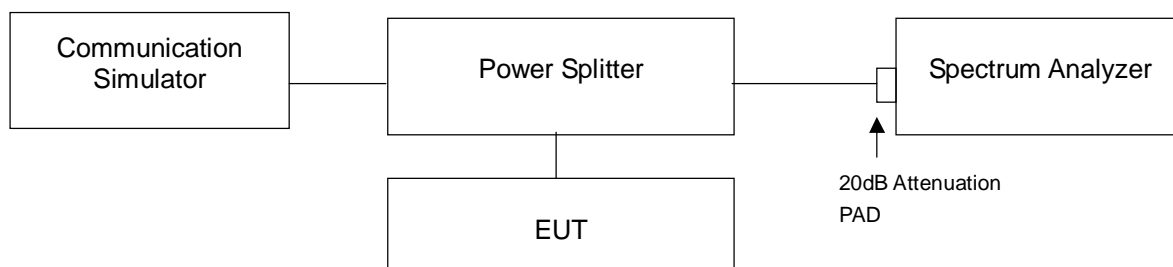 Communication
Simulator
Power Splitter
Spectrum Analyzer
20dB Attenuation
PAD
EUT